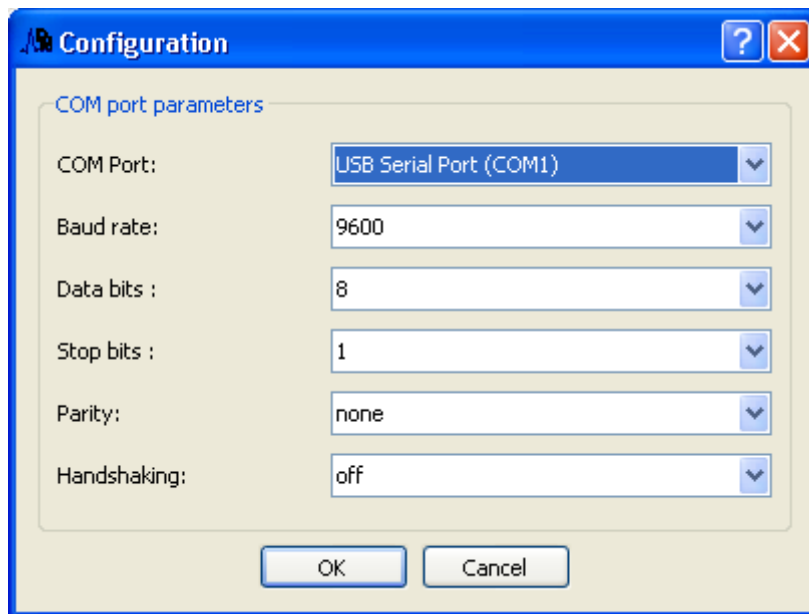 Configuration
COM port parameters
COM Port: USB Serial Port (COM1)
Baud rate: 9600
Data bits : 8
Stop bits : 1
Parity: none
Handshaking: off
OK Cancel